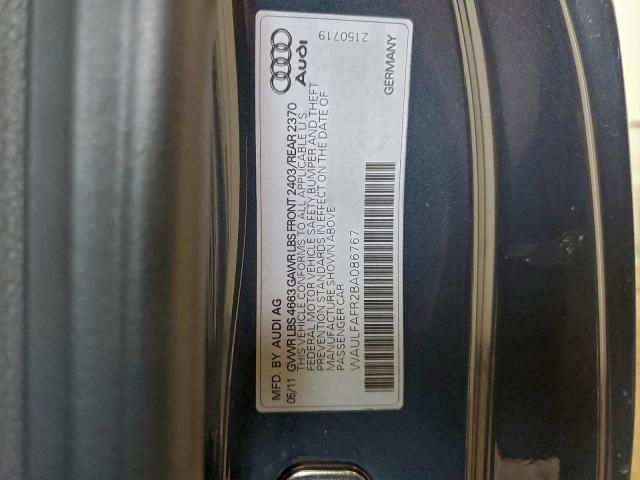 MFD. BY AUDI AG
05/11 GVWR LBS 4663 GAWR LBS FRONT 2403/REAR 2370
THIS VEHICLE CONFORMS TO ALL APPLICABLE U.S.
FEDERAL MOTOR VEHICLE SAFETY BUMPER AND THEFT
PREVENTION STANDARDS IN EFFECT ON THE DATE OF
MANUFACTURE SHOWN ABOVE.
PASSENGER CAR
WAULFAFR2BA086767
2150719
Audi
GERMANY